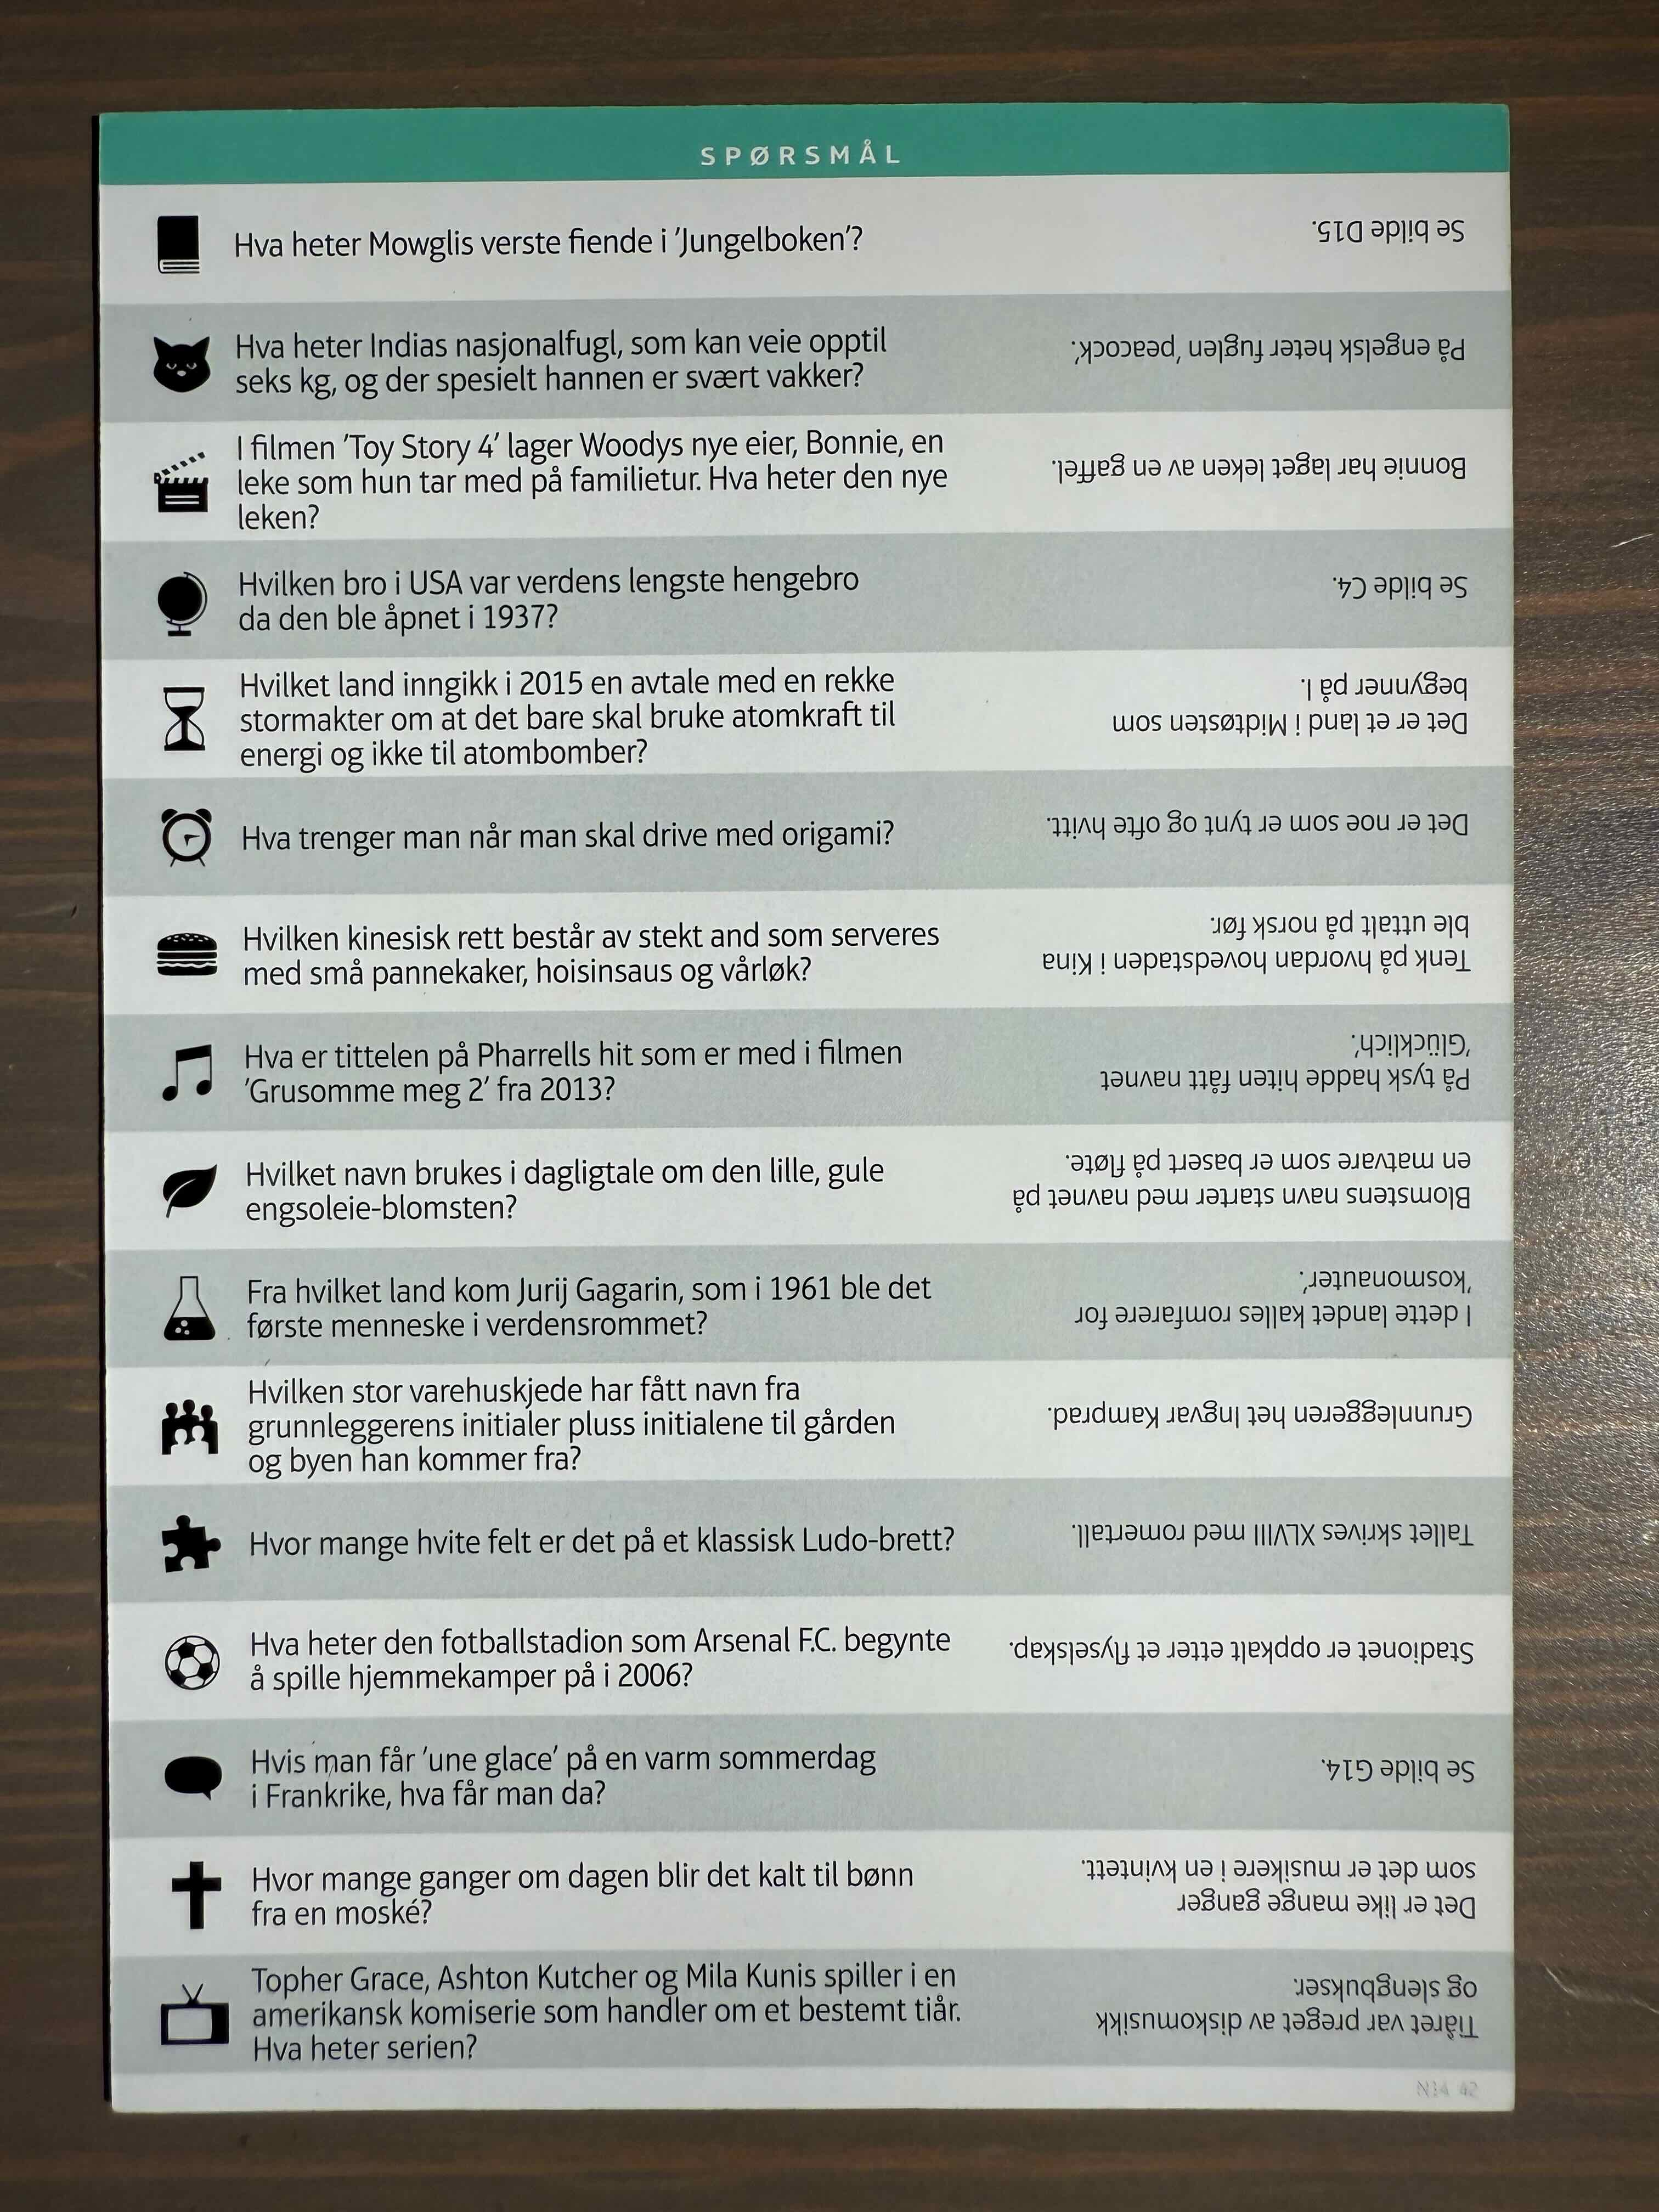 SPØRSMÅL
Hva heter Mowglis verste fiende i 'Jungelboken'?
Se bilde D15.
Hva heter Indias nasjonalfugl, som kan veie opptil
seks kg, og der spesielt hannen er svært vakker?
På engelsk heter fuglen 'peacock'.
I filmen 'Toy Story 4' lager Woodys nye eier, Bonnie, en
leke som hun tar med på familietur. Hva heter den nye
leken?
Bonnie har laget leken av en gaffel.
Hvilken bro i USA var verdens lengste hengebro
da den ble åpnet i 1937?
Se bilde C4.
Hvilket land inngikk i 2015 en avtale med en rekke
stormakter om at det bare skal bruke atomkraft til
energi og ikke til atombomber?
Det er et land i Midtøsten som
begynner på I.
Hva trenger man når man skal drive med origami?
Det er noe som er tynt og ofte hvitt.
Hvilken kinesisk rett består av stekt and som serveres
med små pannekaker, hoisinsaus og vårløk?
Tenk på hvordan hovedstaden i Kina
ble uttalt på norsk før.
Hva er tittelen på Pharrells hit som er med i filmen
'Grusomme meg 2' fra 2013?
På tysk hadde hiten fått navnet
'Glücklich'.
Hvilket navn brukes i dagligtale om den lille, gule
engsoleie-blomsten?
Blomstens navn starter med navnet på
en matvare som er basert på fløte.
Fra hvilket land kom Jurij Gagarin, som i 1961 ble det
første menneske i verdensrommet?
I dette landet kalles romfarere for
'kosmonauter'.
Hvilken stor varehuskjede har fått navn fra
grunnleggerens initialer pluss initialene til gården
og byen han kommer fra?
Grunnleggeren het Ingvar Kamprad.
Hvor mange hvite felt er det på et klassisk Ludo-brett?
Tallet skrives XLVIII med romertall.
Hva heter den fotballstadion som Arsenal F.C. begynte
å spille hjemmekamper på i 2006?
Stadionet er oppkalt etter et flyselskap.
Hvis man får 'une glace' på en varm sommerdag
i Frankrike, hva får man da?
Se bilde G14.
Hvor mange ganger om dagen blir det kalt til bønn
fra en moské?
Det er like mange ganger
som det er musikere i en kvintett.
Topher Grace, Ashton Kutcher og Mila Kunis spiller i en
amerikansk komiserie som handler om et bestemt tiår.
Hva heter serien?
Tiåret var preget av diskomusikk
og slengbukser.
N14 42